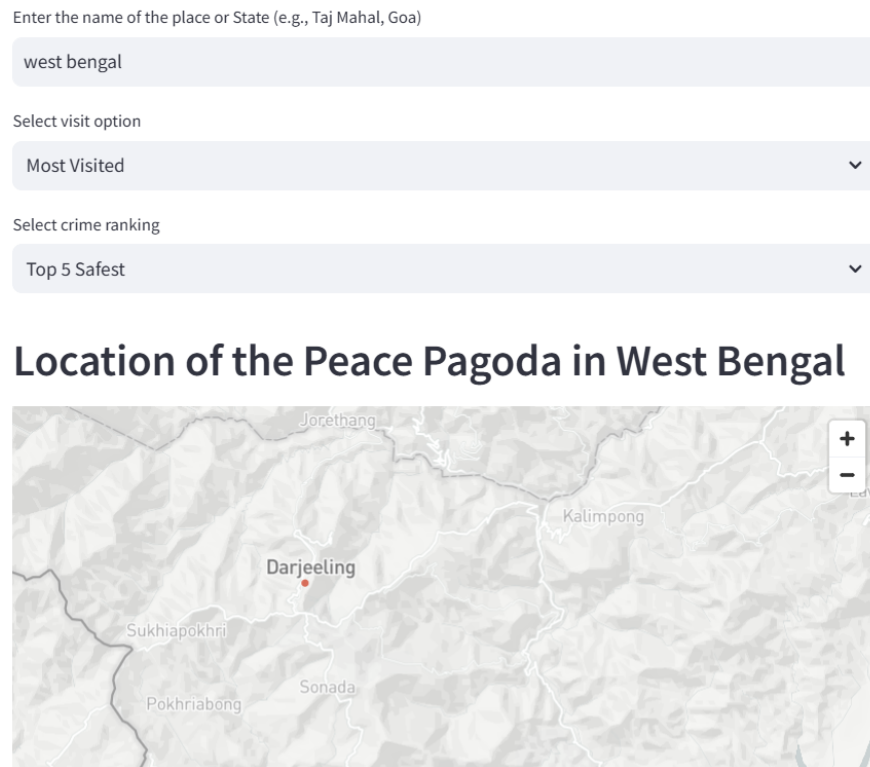 Enter the name of the place or State (e.g., Taj Mahal, Goa)
west bengal
Select visit option
Most Visited
Select crime ranking
Top 5 Safest
Location of the Peace Pagoda in West Bengal
Jorethang
+
−
Kalimpong
Darjeeling
Sukhiapokhri
Sonada
Pokhriabong